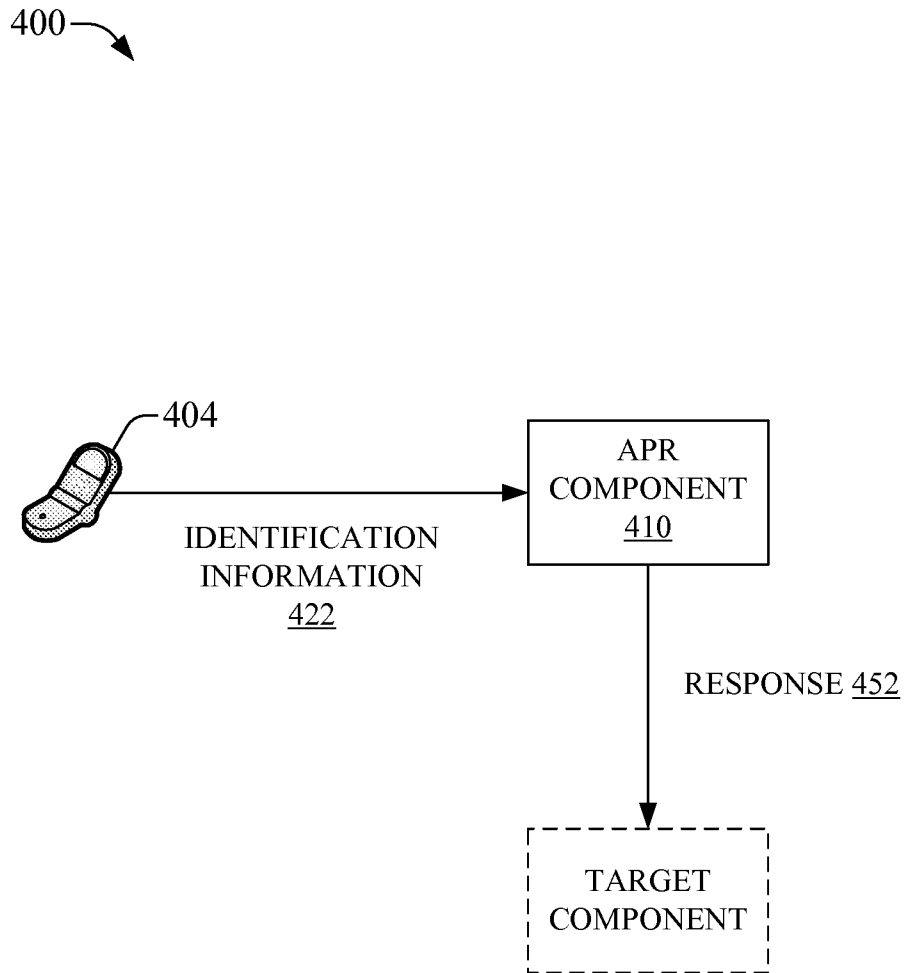 400
404
APR
COMPONENT
410
IDENTIFICATION
INFORMATION
422
RESPONSE 452
TARGET
COMPONENT